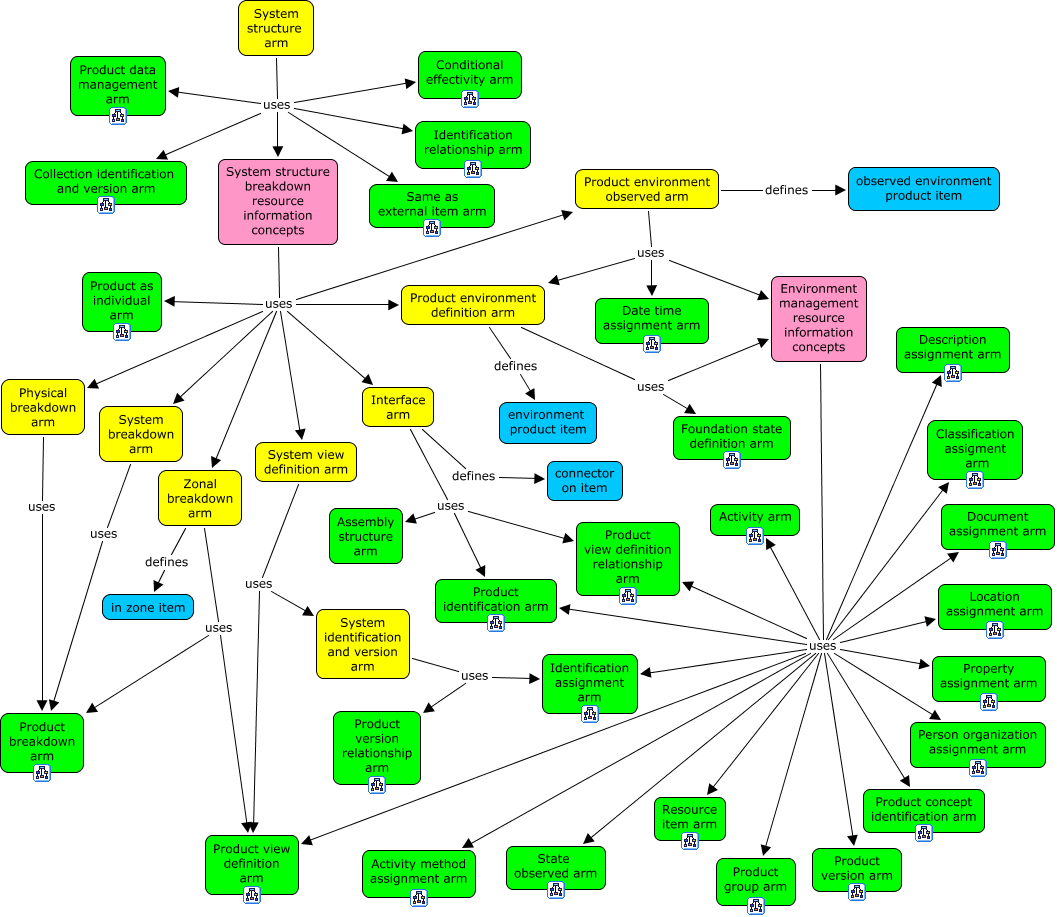 System
structure
arm
Product data
management
arm
Conditional
effectivity arm
uses
Identification
relationship arm
Collection identification
and version arm
System structure
breakdown
resource
information
concepts
Same as
external item arm
Product environment
observed arm
defines
observed environment
product item
uses
Product as
individual
arm
uses
Product environment
definition arm
Date time
assignment arm
Environment
management
resource
information
concepts
Description
assignment arm
defines
uses
Physical
breakdown
arm
System
breakdown
arm
Interface
arm
environment
product item
Foundation state
definition arm
Classification
assigment
arm
System view
definition arm
defines
connector
on item
Zonal
breakdown
arm
uses
uses
uses
Assembly
structure
arm
Product
view definition
relationship
arm
Activity arm
Document
assignment arm
defines
in zone item
uses
Product
identification arm
Location
assignment arm
uses
System
identification
and version
arm
uses
uses
Identification
assignment
arm
Property
assignment arm
Product
breakdown
arm
Product
version
relationship
arm
Person organization
assignment arm
Resource
item arm
Product concept
identification arm
Product view
definition
arm
Activity method
assignment arm
State
observed arm
Product
group arm
Product
version arm